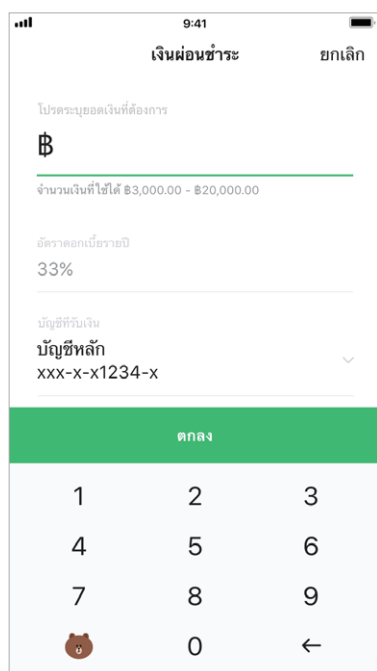 9:41
เงินผ่อนชำระ ยกเลิก
โปรดระบุยอดเงินที่ต้องการ
฿
จำนวนเงินที่ใช้ได้ ฿3,000.00 - ฿20,000.00
อัตราดอกเบี้ยรายปี
33%
บัญชีที่รับเงิน
บัญชีหลัก
xxx-x-x1234-x
ตกลง
1 2 3
4 5 6
7 8 9
0 ←